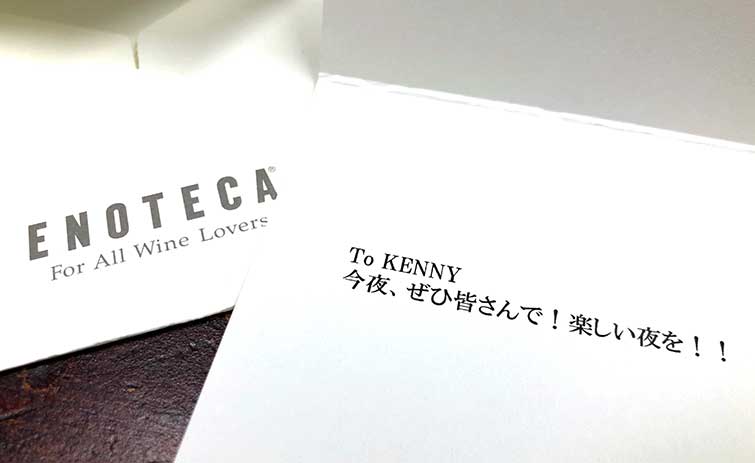 ENOTECA®
For All Wine Lovers
To KENNY
今夜、ぜひ皆さんで！楽しい夜を！！